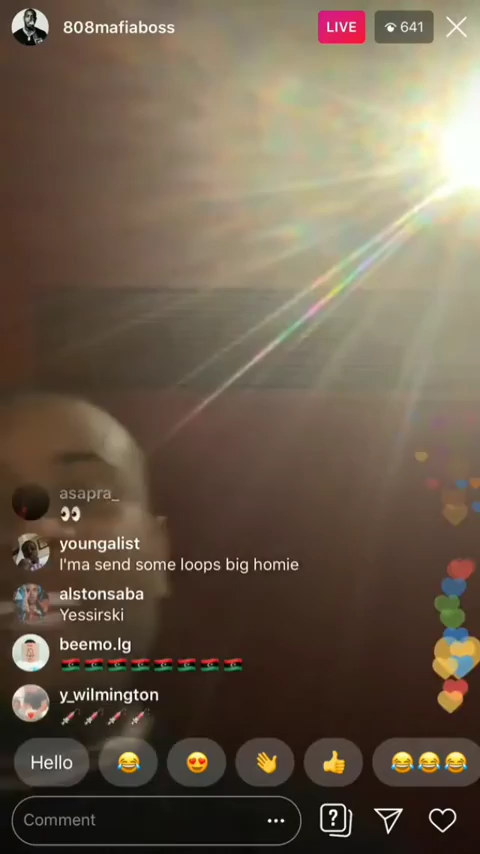 808mafiaboss
LIVE
641
asapra_
👀
youngalist
I'ma send some loops big homie
alstonsaba
Yessirski
beemo.lg
🇱🇾🇱🇾🇱🇾🇱🇾🇱🇾🇱🇾🇱🇾🇱🇾
y_wilmington
🚀🚀🚀🚀
Hello 😂 😍 👋 👍 😂😂😂
Comment